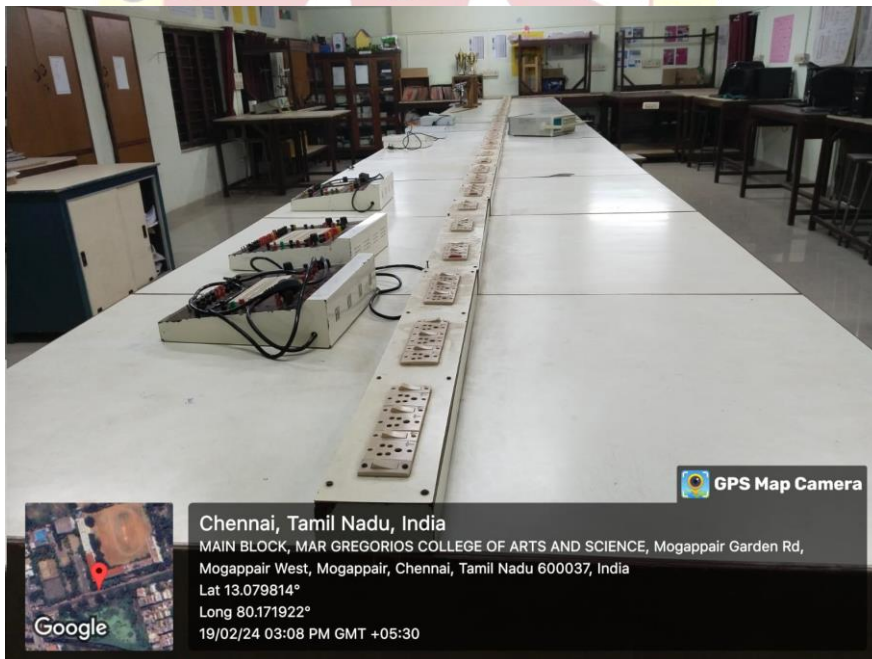 GPS Map Camera
Chennai, Tamil Nadu, India
MAIN BLOCK, MAR GREGORIOS COLLEGE OF ARTS AND SCIENCE, Mogappair Garden Rd,
Mogappair West, Mogappair, Chennai, Tamil Nadu 600037, India
Lat 13.079814°
Long 80.171922°
19/02/24 03:08 PM GMT +05:30
Google